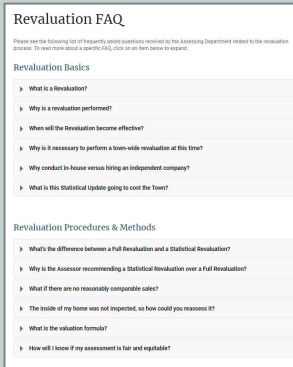 Revaluation FAQ
Please see the following list of frequently asked questions received by the Assessing Department related to the revaluation
process. To read more about a specific FAQ, click on an item below to expand.
Revaluation Basics
What is a Revaluation?
Why is a revaluation performed?
When will the Revaluation become effective?
Why is it necessary to perform a town-wide revaluation at this time?
Why conduct in-house versus hiring an independent company?
What is this Statistical Update going to cost the Town?
Revaluation Procedures & Methods
What's the difference between a Full Revaluation and a Statistical Revaluation?
Why is the Assessor recommending a Statistical Revaluation over a Full Revaluation?
What if there are no reasonably comparable sales?
The inside of my home was not inspected, so how could you reassess it?
What is the valuation formula?
How will I know if my assessment is fair and equitable?